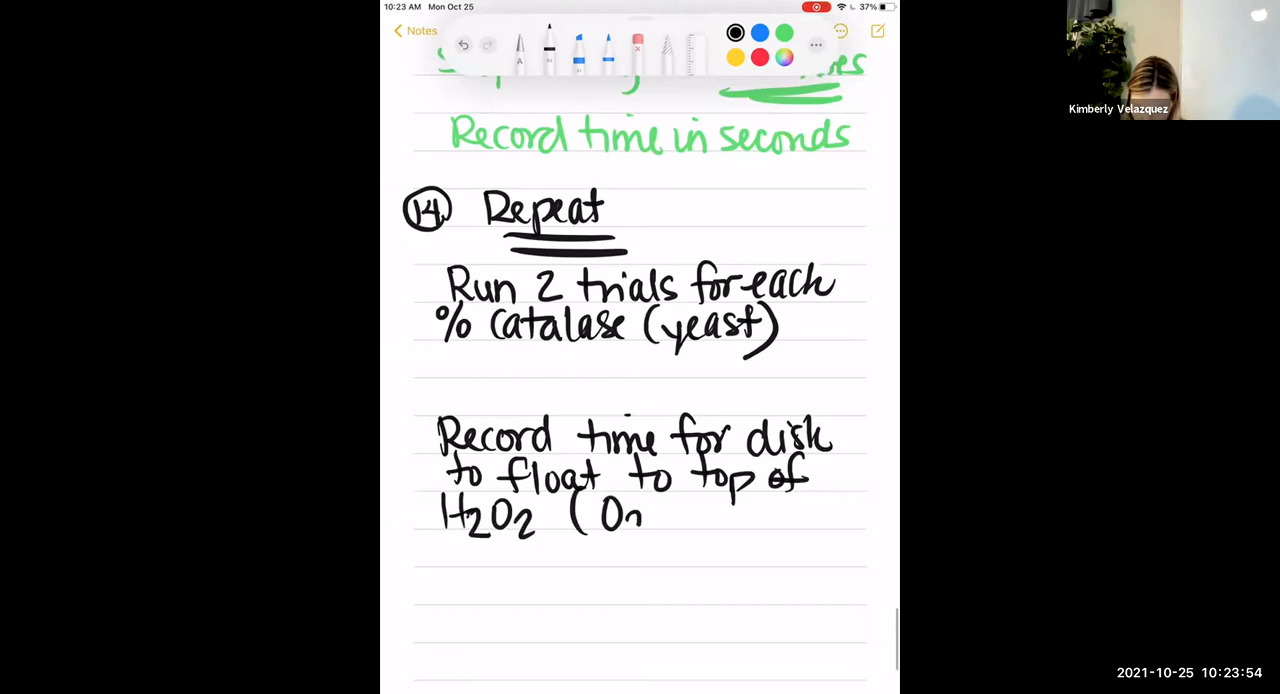 10:23 AM Mon Oct 25
37%
Notes
A
Record time in seconds
14 Repeat
Run 2 trials for each
% catalase (yeast)
Record time for disk
to float to top of
H2O2 ( On
Kimberly Velazquez
2021-10-25 10:23:54